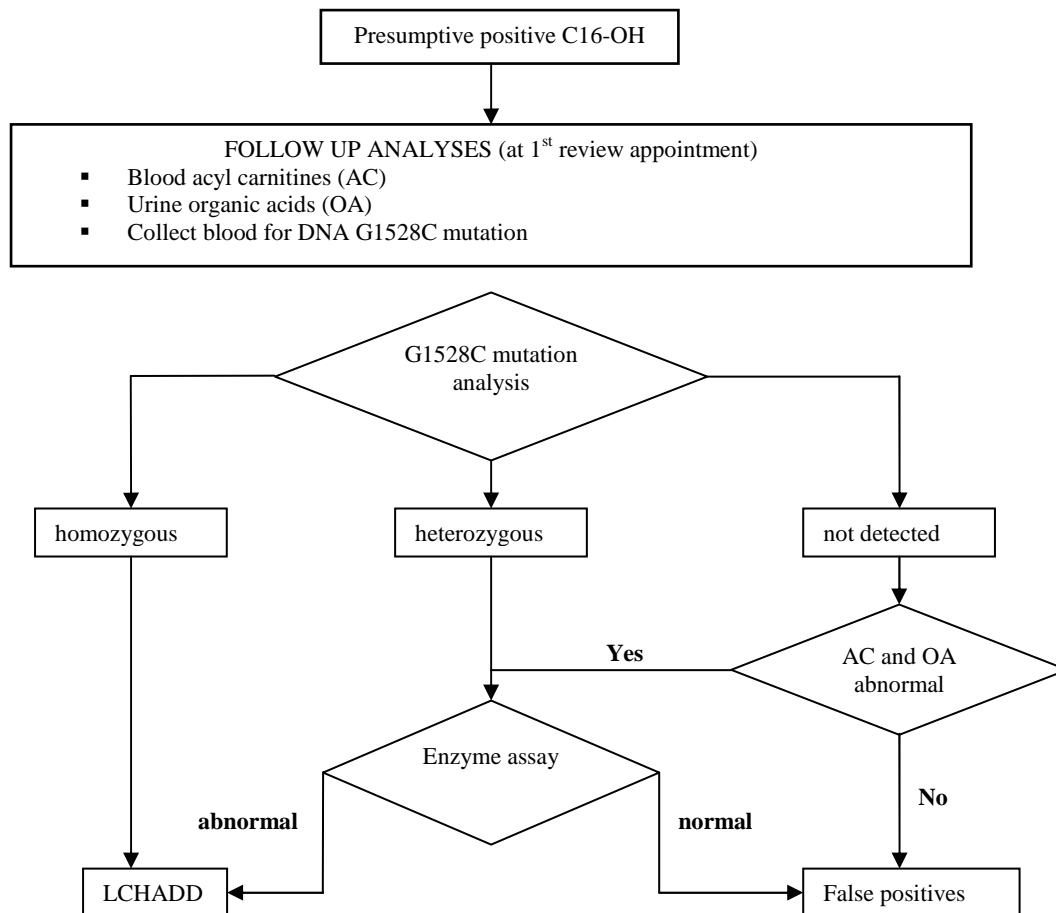 Presumptive positive C16-OH
FOLLOW UP ANALYSES (at 1st review appointment)
▪ Blood acyl carnitines (AC)
▪ Urine organic acids (OA)
▪ Collect blood for DNA G1528C mutation
G1528C mutation
analysis
homozygous
heterozygous
not detected
Yes
AC and OA
abnormal
Enzyme assay
No
abnormal
normal
LCHADD
False positives